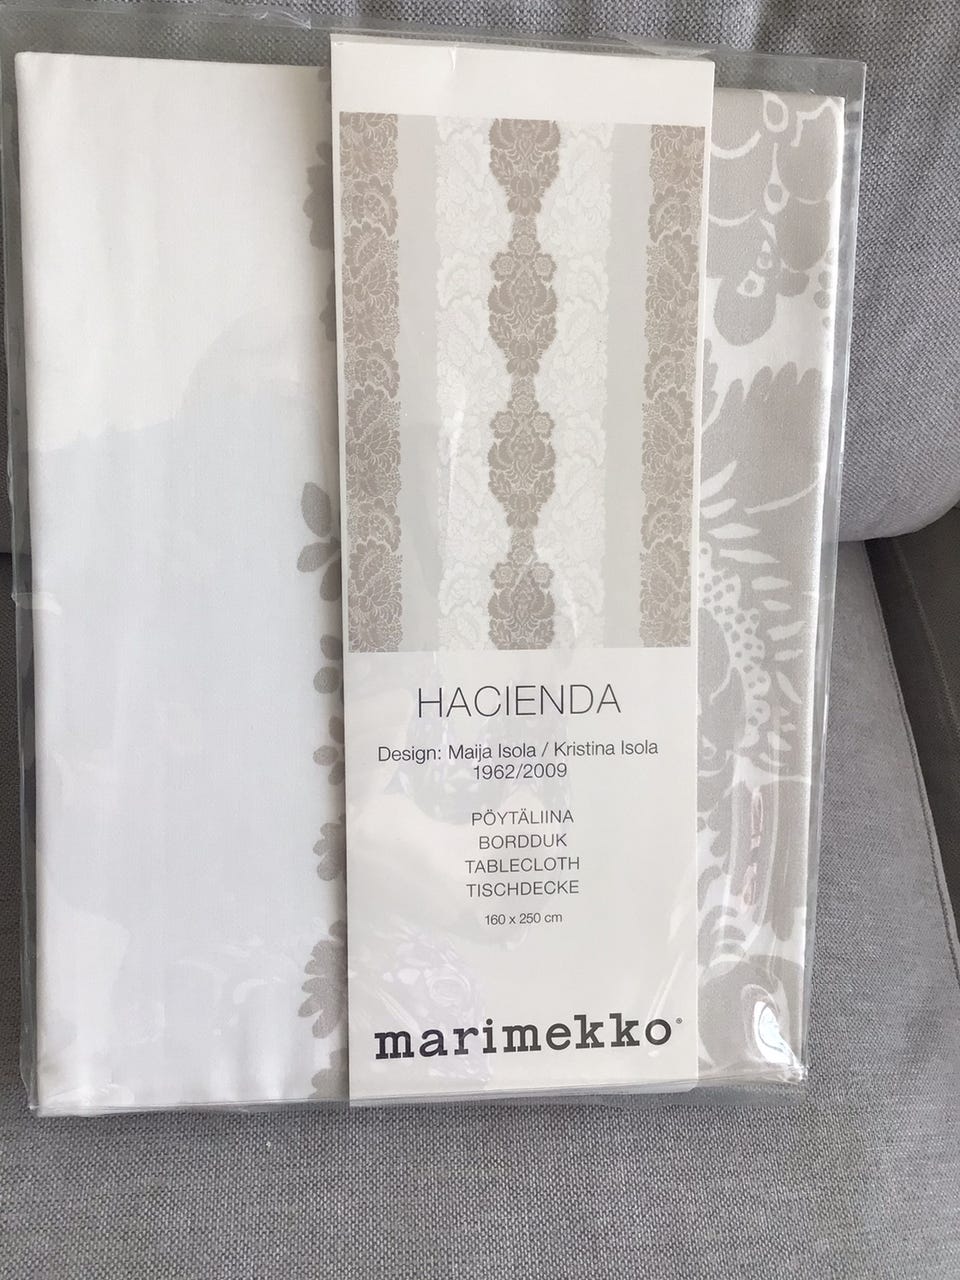 HACIENDA
Design: Maija Isola / Kristina Isola
1962/2009
PÖYTÄLIINA
BORDDUK
TABLECLOTH
TISCHDECKE
160 x 250 cm
marimekko®